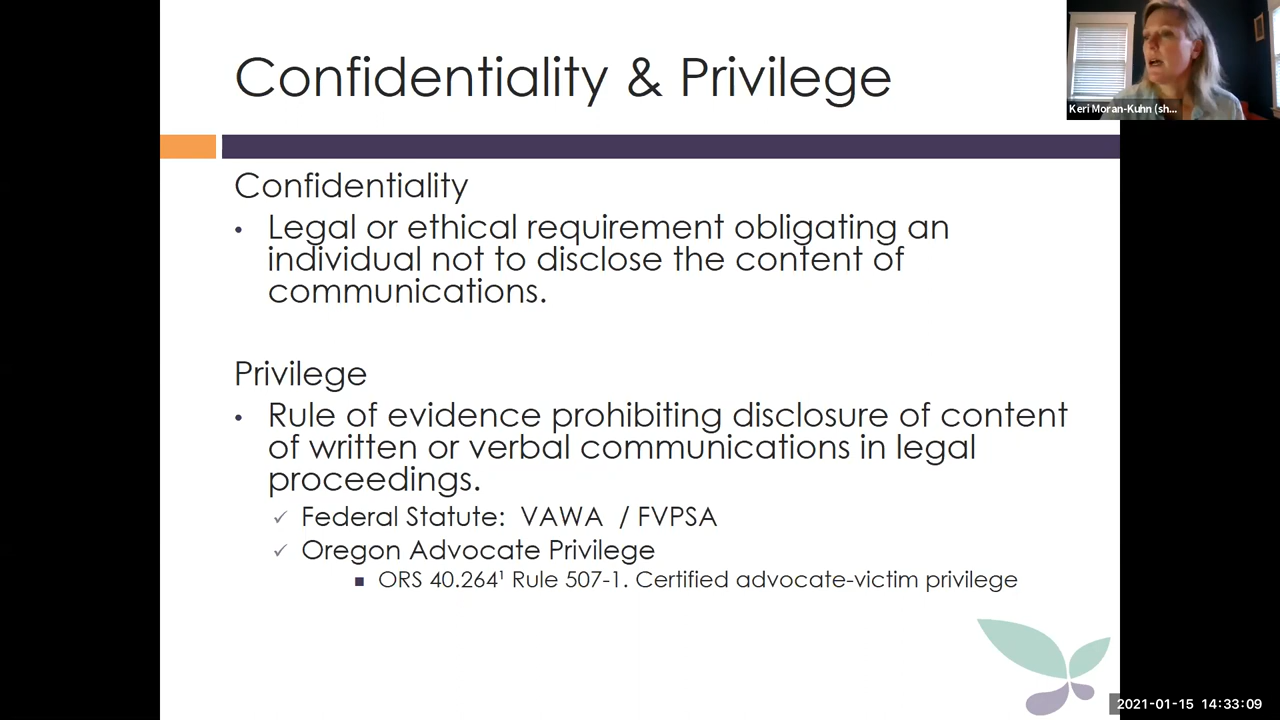 Confidentiality & Privilege
Keri Moran-Kuhn (sh...
Confidentiality
• Legal or ethical requirement obligating an
individual not to disclose the content of
communications.
Privilege
• Rule of evidence prohibiting disclosure of content
of written or verbal communications in legal
proceedings.
✓ Federal Statute: VAWA / FVPSA
✓ Oregon Advocate Privilege
▪ ORS 40.264¹ Rule 507-1. Certified advocate-victim privilege
2021-01-15 14:33:09